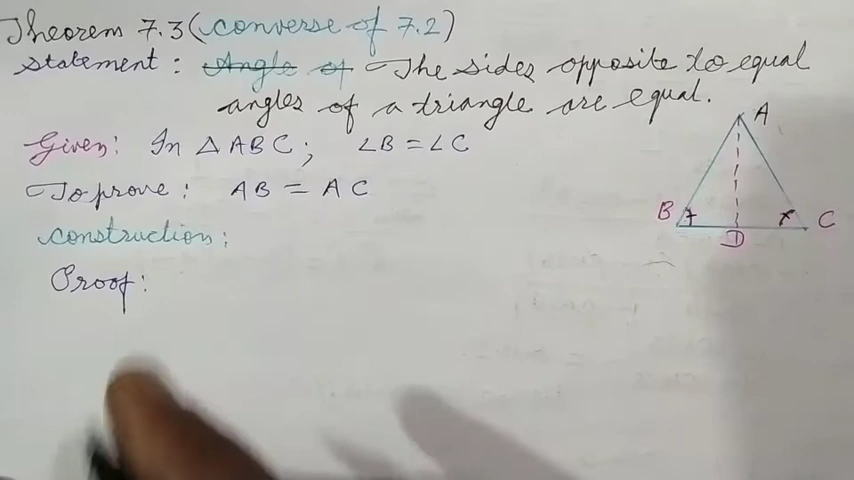 Theorem 7.3 (converse of 7.2)
Statement: Angle of The sides opposite to equal
angles of a triangle are equal.
A
Given: In △ABC; ∠B = ∠C
To prove: AB = AC
B C
D
construction:
Proof: